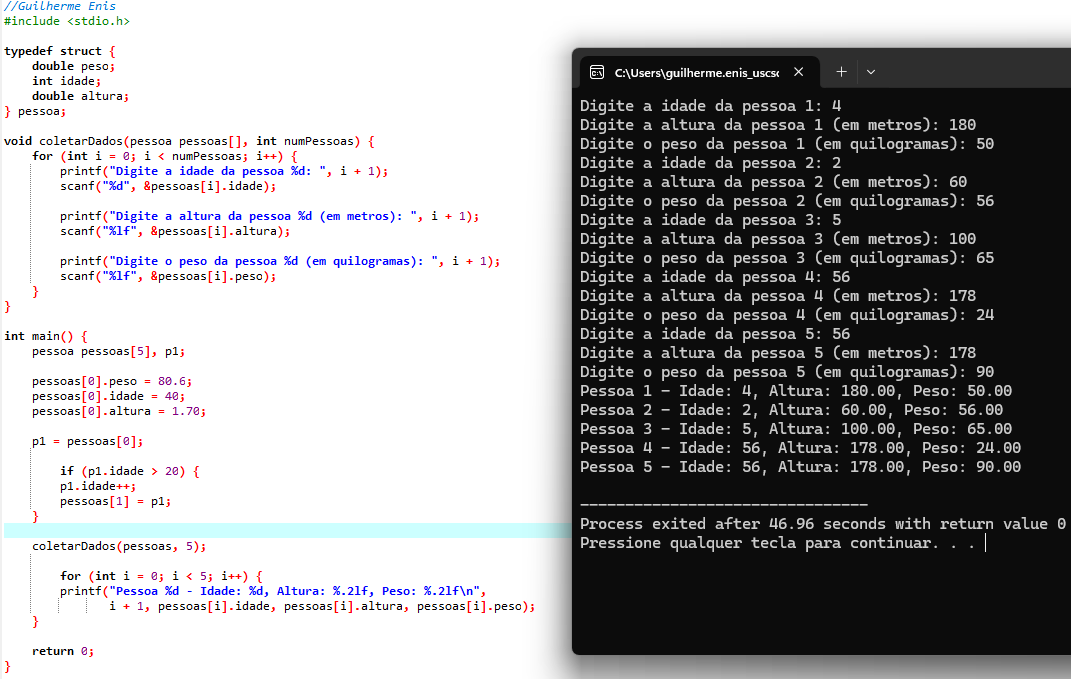 //Guilherme Enis
#include <stdio.h>
typedef struct {
double peso;
int idade;
double altura;
} pessoa;
void coletarDados(pessoa pessoas[], int numPessoas) {
for (int i = 0; i < numPessoas; i++) {
printf("Digite a idade da pessoa %d: ", i + 1);
scanf("%d", &pessoas[i].idade);
printf("Digite a altura da pessoa %d (em metros): ", i + 1);
scanf("%lf", &pessoas[i].altura);
printf("Digite o peso da pessoa %d (em quilogramas): ", i + 1);
scanf("%lf", &pessoas[i].peso);
}
}
int main() {
pessoa pessoas[5], p1;
pessoas[0].peso = 80.6;
pessoas[0].idade = 40;
pessoas[0].altura = 1.70;
p1 = pessoas[0];
if (p1.idade > 20) {
p1.idade++;
pessoas[1] = p1;
}
coletarDados(pessoas, 5);
for (int i = 0; i < 5; i++) {
printf("Pessoa %d - Idade: %d, Altura: %.2lf, Peso: %.2lf\n",
i + 1, pessoas[i].idade, pessoas[i].altura, pessoas[i].peso);
}
return 0;
}
C:\Users\guilherme.enis_uscs
Digite a idade da pessoa 1: 4
Digite a altura da pessoa 1 (em metros): 180
Digite o peso da pessoa 1 (em quilogramas): 50
Digite a idade da pessoa 2: 2
Digite a altura da pessoa 2 (em metros): 60
Digite o peso da pessoa 2 (em quilogramas): 56
Digite a idade da pessoa 3: 5
Digite a altura da pessoa 3 (em metros): 100
Digite o peso da pessoa 3 (em quilogramas): 65
Digite a idade da pessoa 4: 56
Digite a altura da pessoa 4 (em metros): 178
Digite o peso da pessoa 4 (em quilogramas): 24
Digite a idade da pessoa 5: 56
Digite a altura da pessoa 5 (em metros): 178
Digite o peso da pessoa 5 (em quilogramas): 90
Pessoa 1 - Idade: 4, Altura: 180.00, Peso: 50.00
Pessoa 2 - Idade: 2, Altura: 60.00, Peso: 56.00
Pessoa 3 - Idade: 5, Altura: 100.00, Peso: 65.00
Pessoa 4 - Idade: 56, Altura: 178.00, Peso: 24.00
Pessoa 5 - Idade: 56, Altura: 178.00, Peso: 90.00
--------------------------------
Process exited after 46.96 seconds with return value 0
Pressione qualquer tecla para continuar. . .